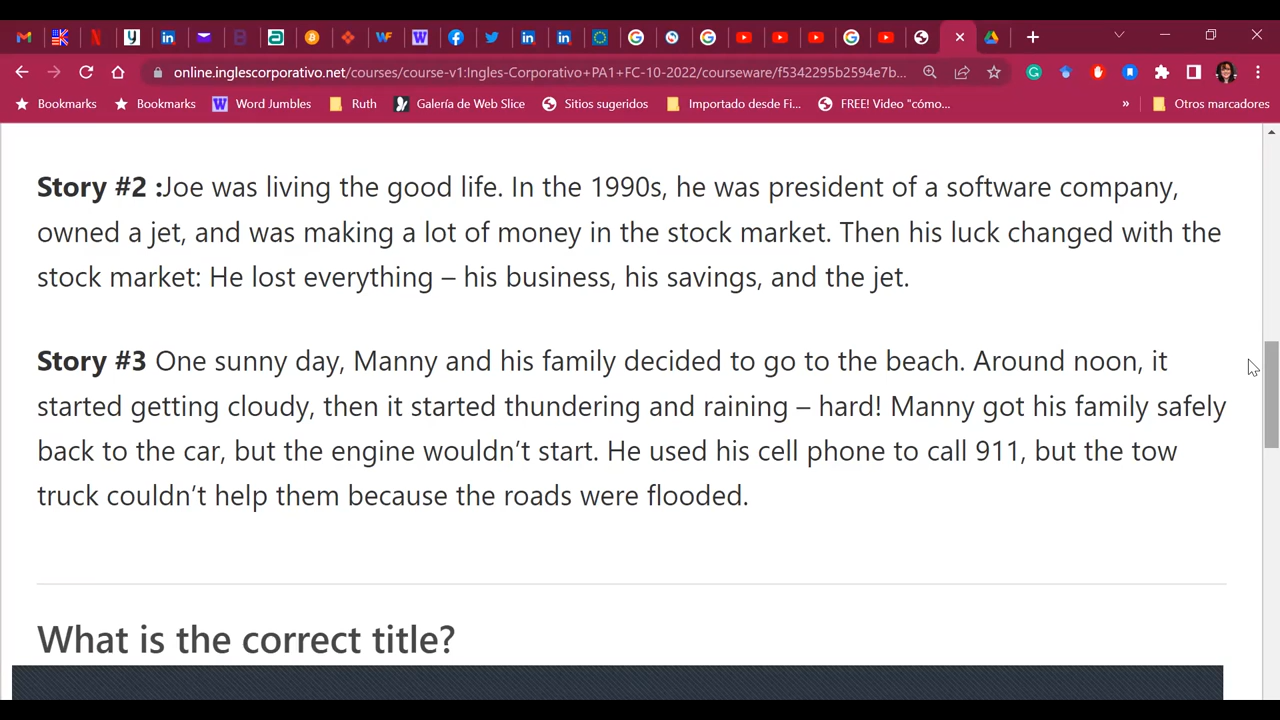 online.inglescorporativo.net/courses/course-v1:Ingles-Corporativo+PA1+FC-10-2022/courseware/f5342295b2594e7b...
Bookmarks Bookmarks Word Jumbles Ruth Galería de Web Slice Sitios sugeridos Importado desde Fi... FREE! Video "cómo... » Otros marcadores
Story #2 :Joe was living the good life. In the 1990s, he was president of a software company,
owned a jet, and was making a lot of money in the stock market. Then his luck changed with the
stock market: He lost everything – his business, his savings, and the jet.
Story #3 One sunny day, Manny and his family decided to go to the beach. Around noon, it
started getting cloudy, then it started thundering and raining – hard! Manny got his family safely
back to the car, but the engine wouldn’t start. He used his cell phone to call 911, but the tow
truck couldn’t help them because the roads were flooded.
What is the correct title?